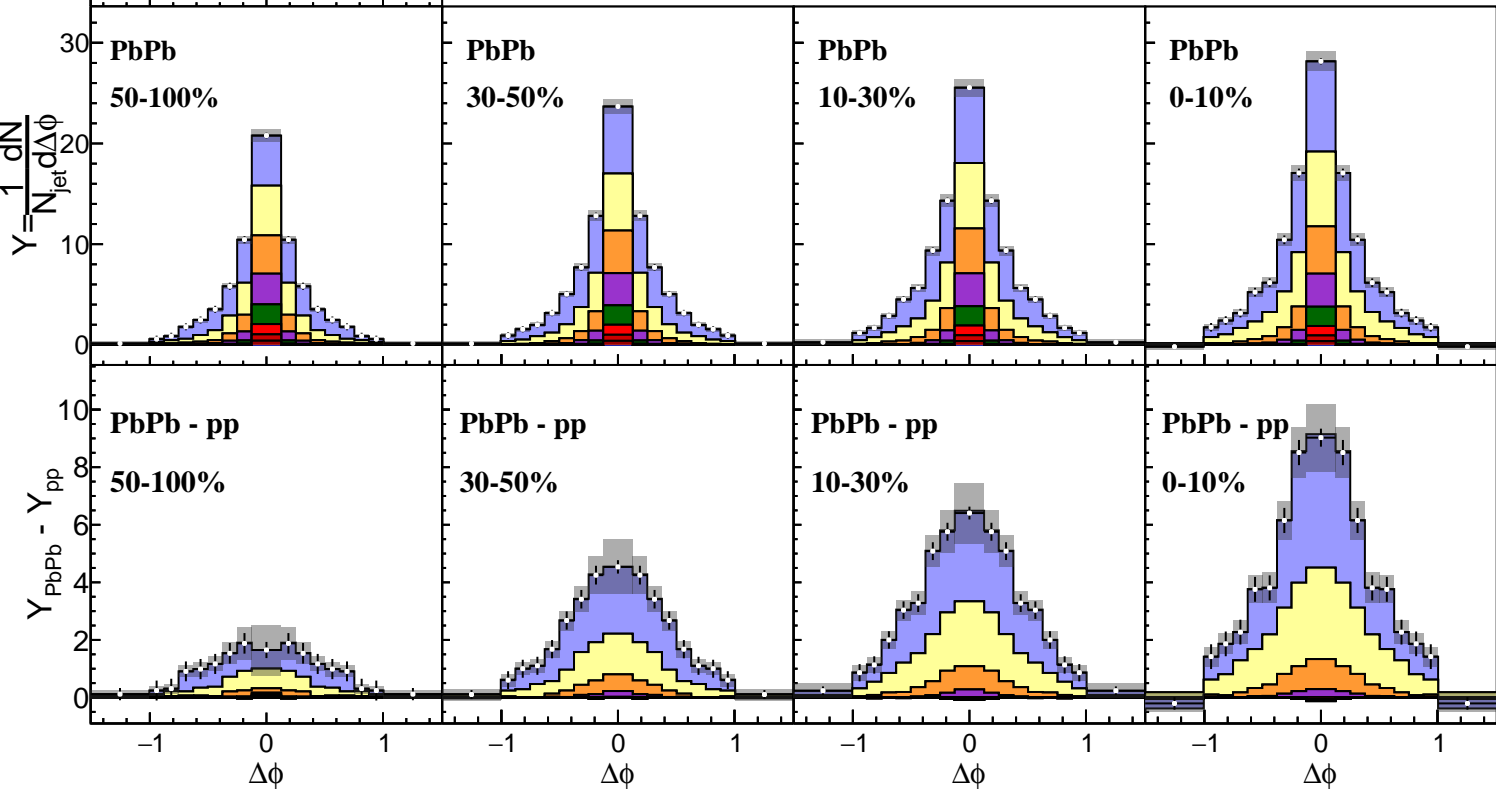 PbPb PbPb PbPb PbPb
50-100% 30-50% 10-30% 0-10%
Y=1/N_jet dN/dΔφ
30
20
10
0
PbPb - pp PbPb - pp PbPb - pp PbPb - pp
50-100% 30-50% 10-30% 0-10%
Y_PbPb - Y_pp
10
8
6
4
2
0
−1 0 1 −1 0 1 −1 0 1 −1 0 1
Δφ Δφ Δφ Δφ